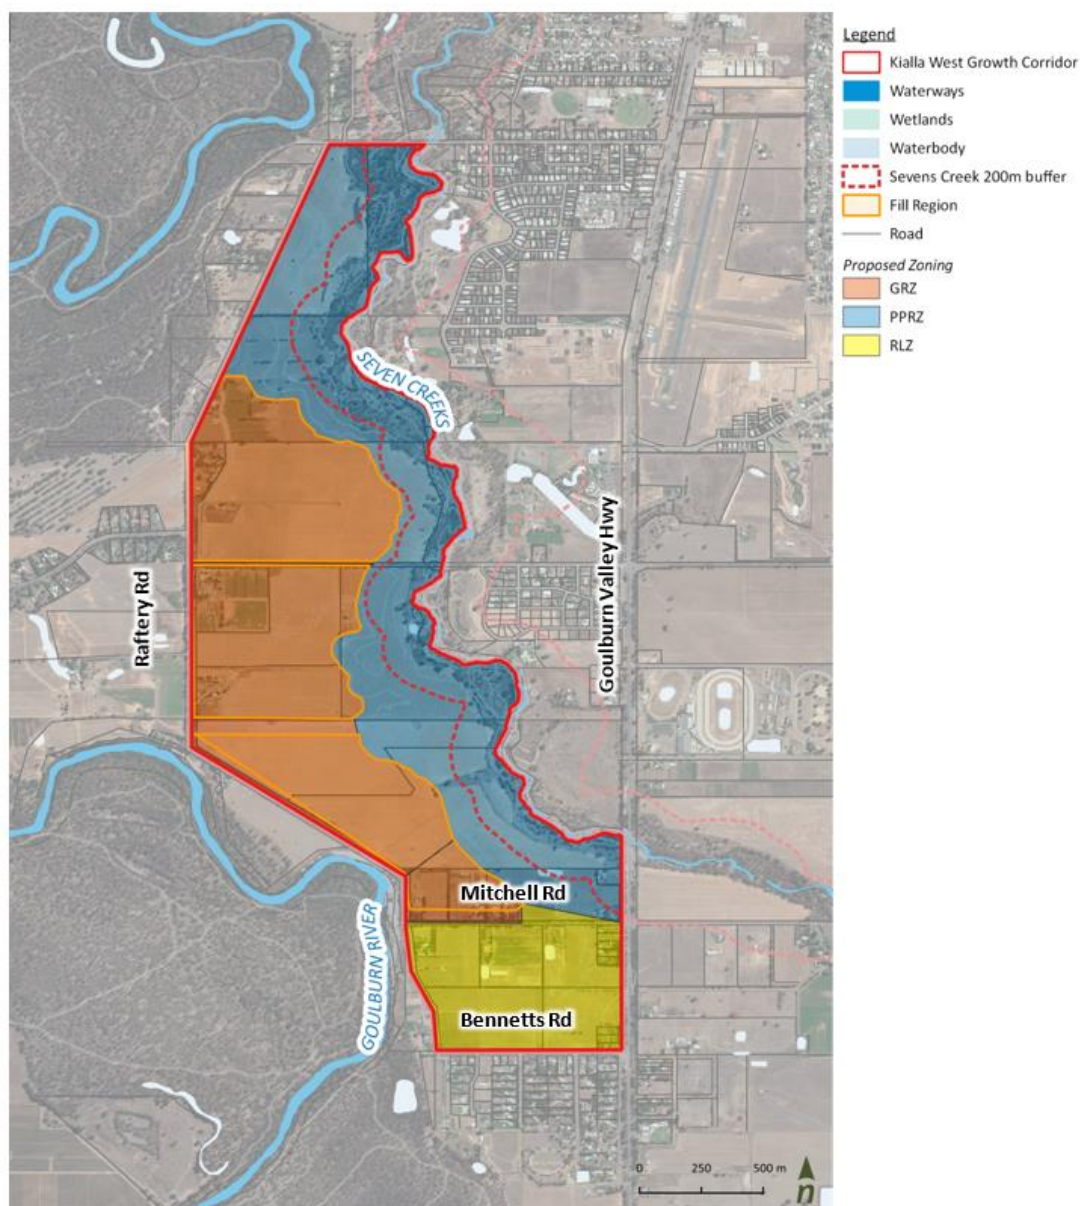 Legend
Kialla West Growth Corridor
Waterways
Wetlands
Waterbody
Sevens Creek 200m buffer
Fill Region
Road
Proposed Zoning
GRZ
PPRZ
RLZ
SEVEN CREEKS
Goulburn Valley Hwy
Raftery Rd
Mitchell Rd
GOULBURN RIVER
Bennetts Rd
0 250 500 m
n